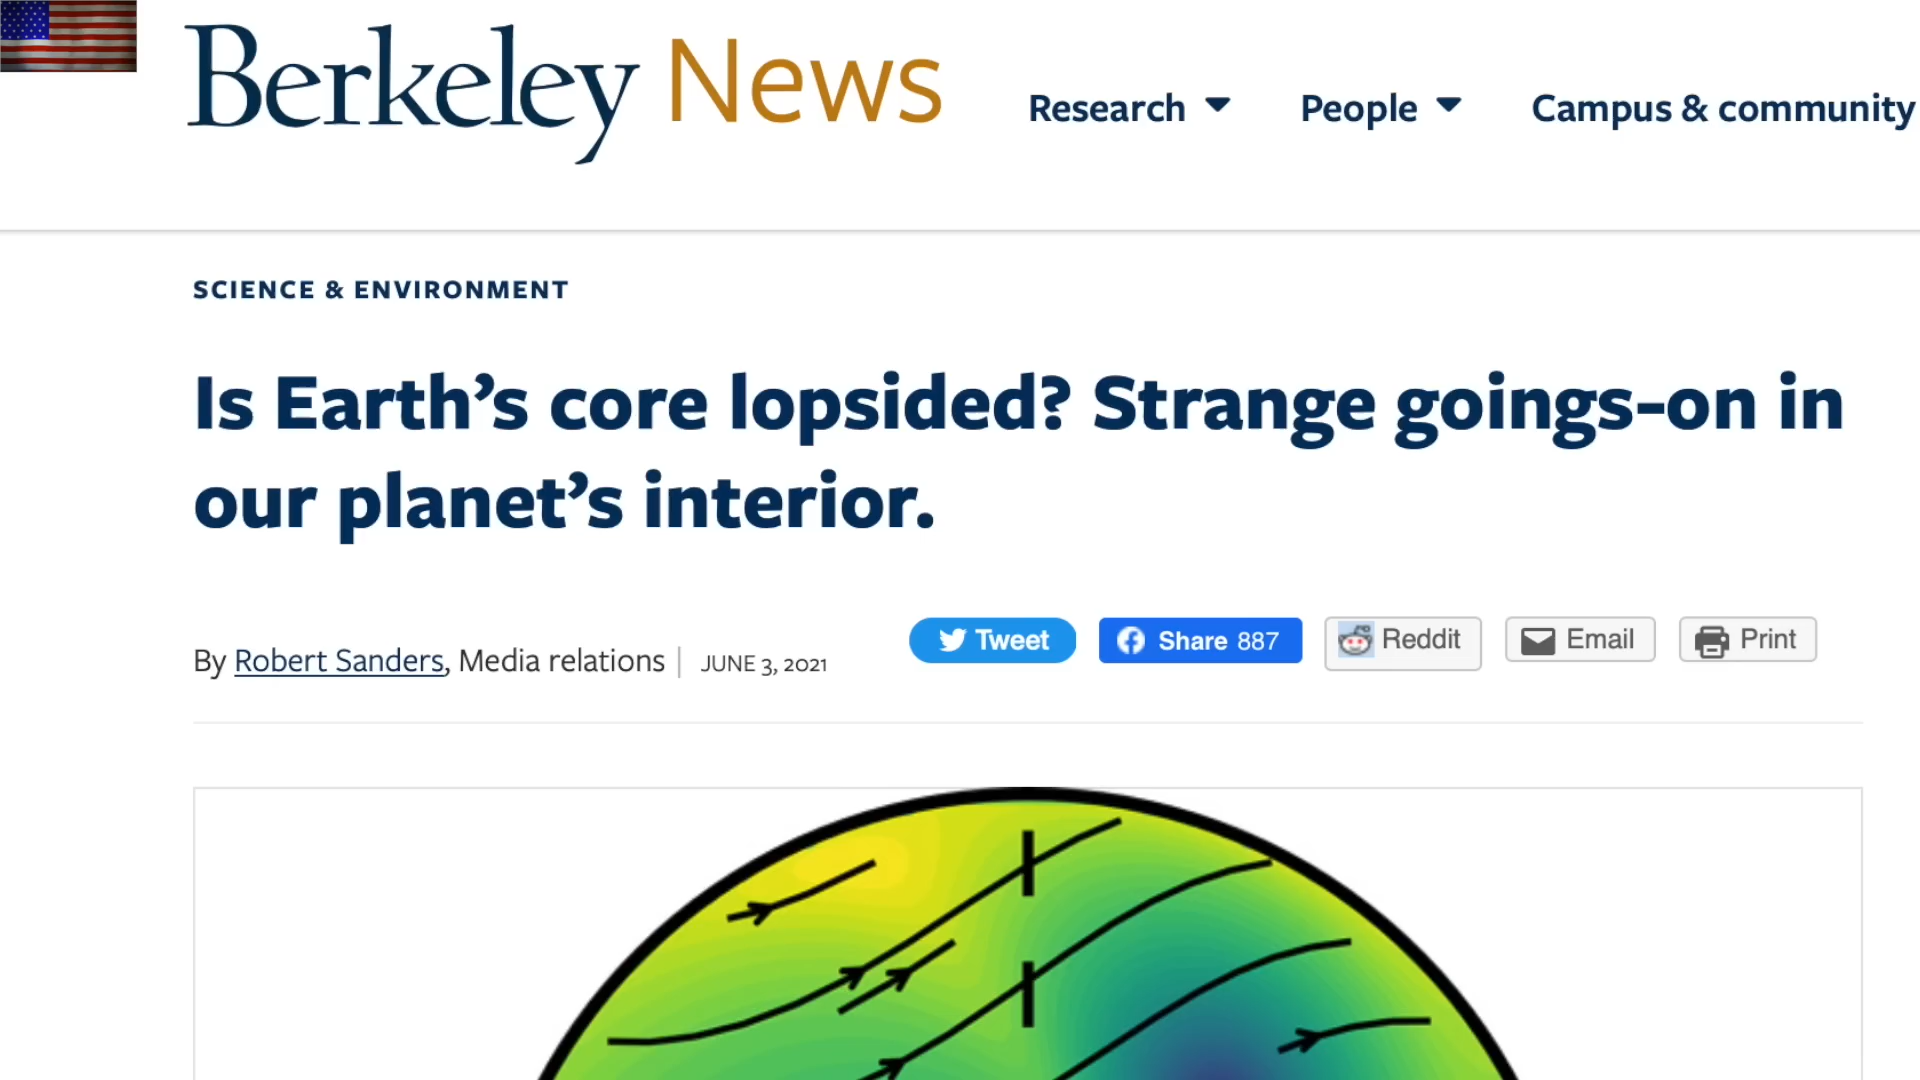 Berkeley News
Research
People
Campus & community
SCIENCE & ENVIRONMENT
Is Earth’s core lopsided? Strange goings-on in
our planet’s interior.
By Robert Sanders, Media relations | JUNE 3, 2021
Tweet
Share 887
Reddit
Email
Print